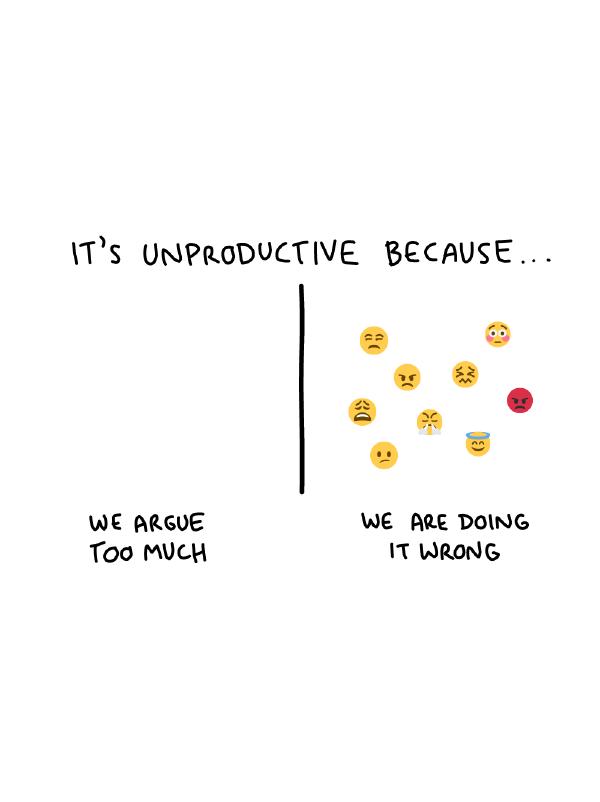 IT'S UNPRODUCTIVE BECAUSE...
WE ARGUE
TOO MUCH
WE ARE DOING
IT WRONG